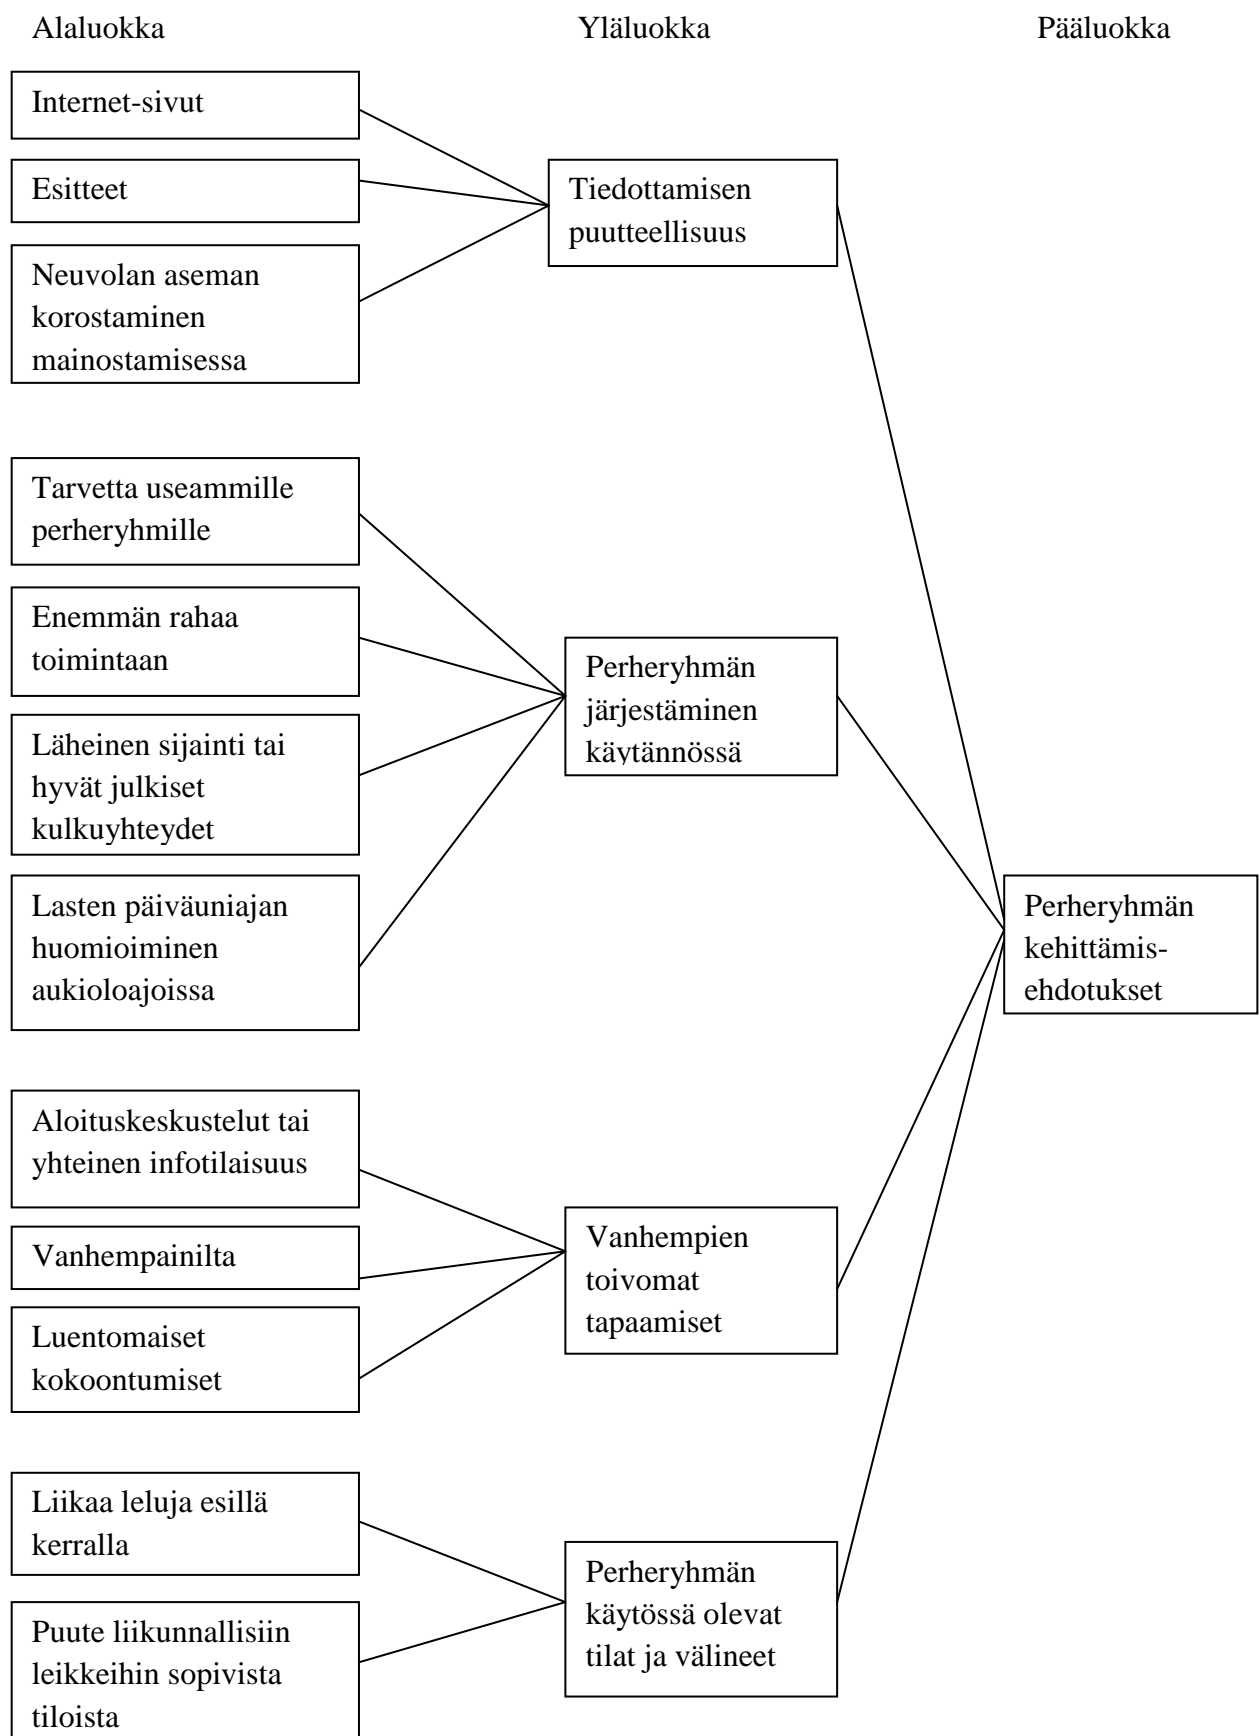 Alaluokka
Yläluokka
Pääluokka
Internet-sivut
Esitteet
Neuvolan aseman
korostaminen
mainostamisessa
Tiedottamisen
puutteellisuus
Tarvetta useammille
perheryhmille
Enemmän rahaa
toimintaan
Läheinen sijainti tai
hyvät julkiset
kulkuyhteydet
Lasten päiväuniajan
huomioiminen
aukioloajoissa
Perheryhmän
järjestäminen
käytännössä
Aloituskeskustelut tai
yhteinen infotilaisuus
Vanhempainilta
Luentomaiset
kokoontumiset
Vanhempien
toivomat
tapaamiset
Liikaa leluja esillä
kerralla
Puute liikunnallisiin
leikkeihin sopivista
tiloista
Perheryhmän
käytössä olevat
tilat ja välineet
Perheryhmän
kehittämis-
ehdotukset